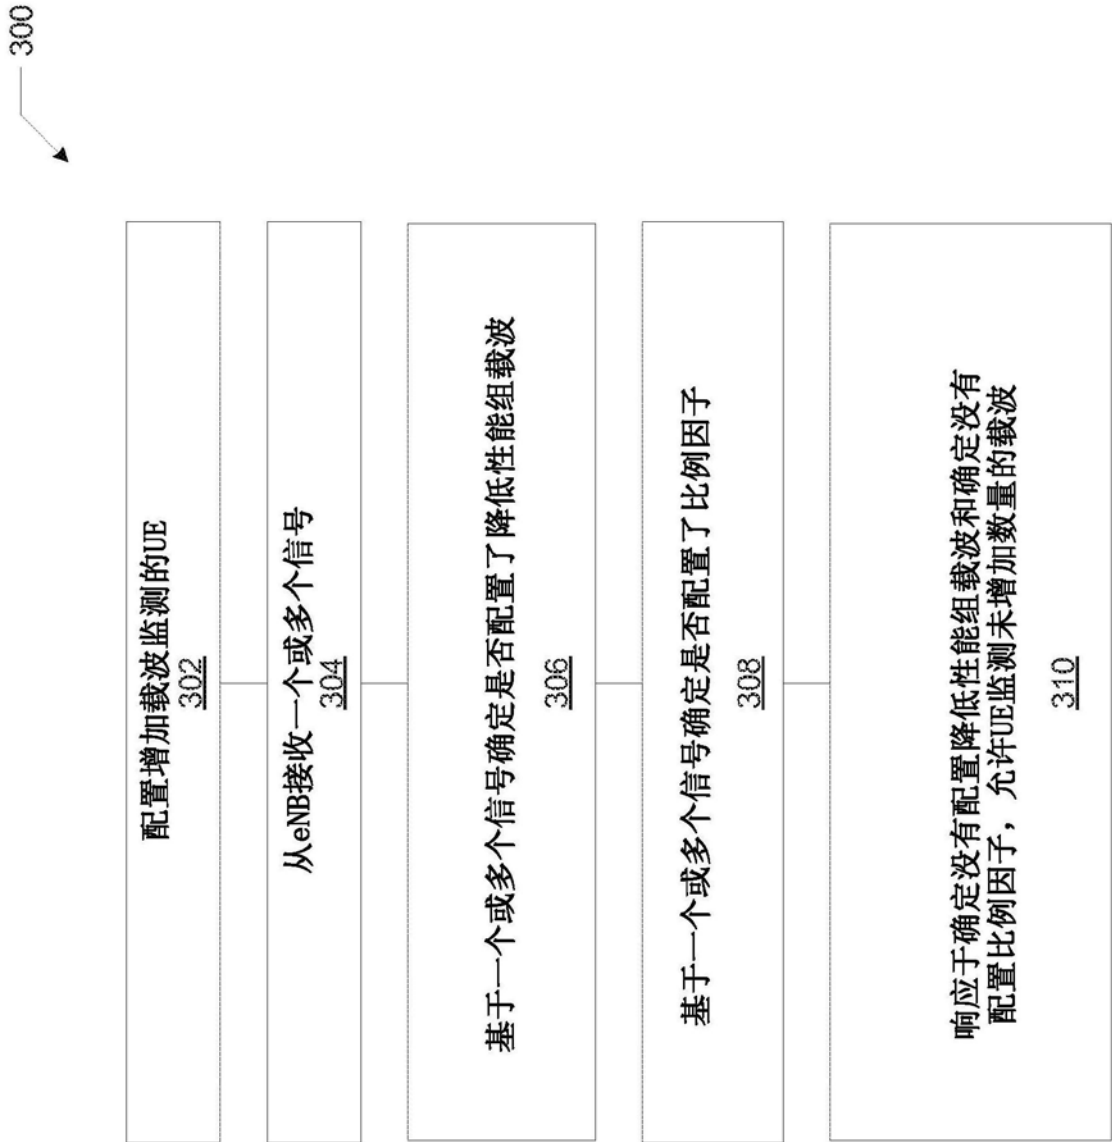 300
配置增加载波监测的UE
302
从eNB接收一个或多个信号
304
基于一个或多个信号确定是否配置了降低性能组载波
306
基于一个或多个信号确定是否配置了比例因子
308
响应于确定没有配置降低性能组载波和确定没有
配置比例因子，允许UE监测未增加数量的载波
310